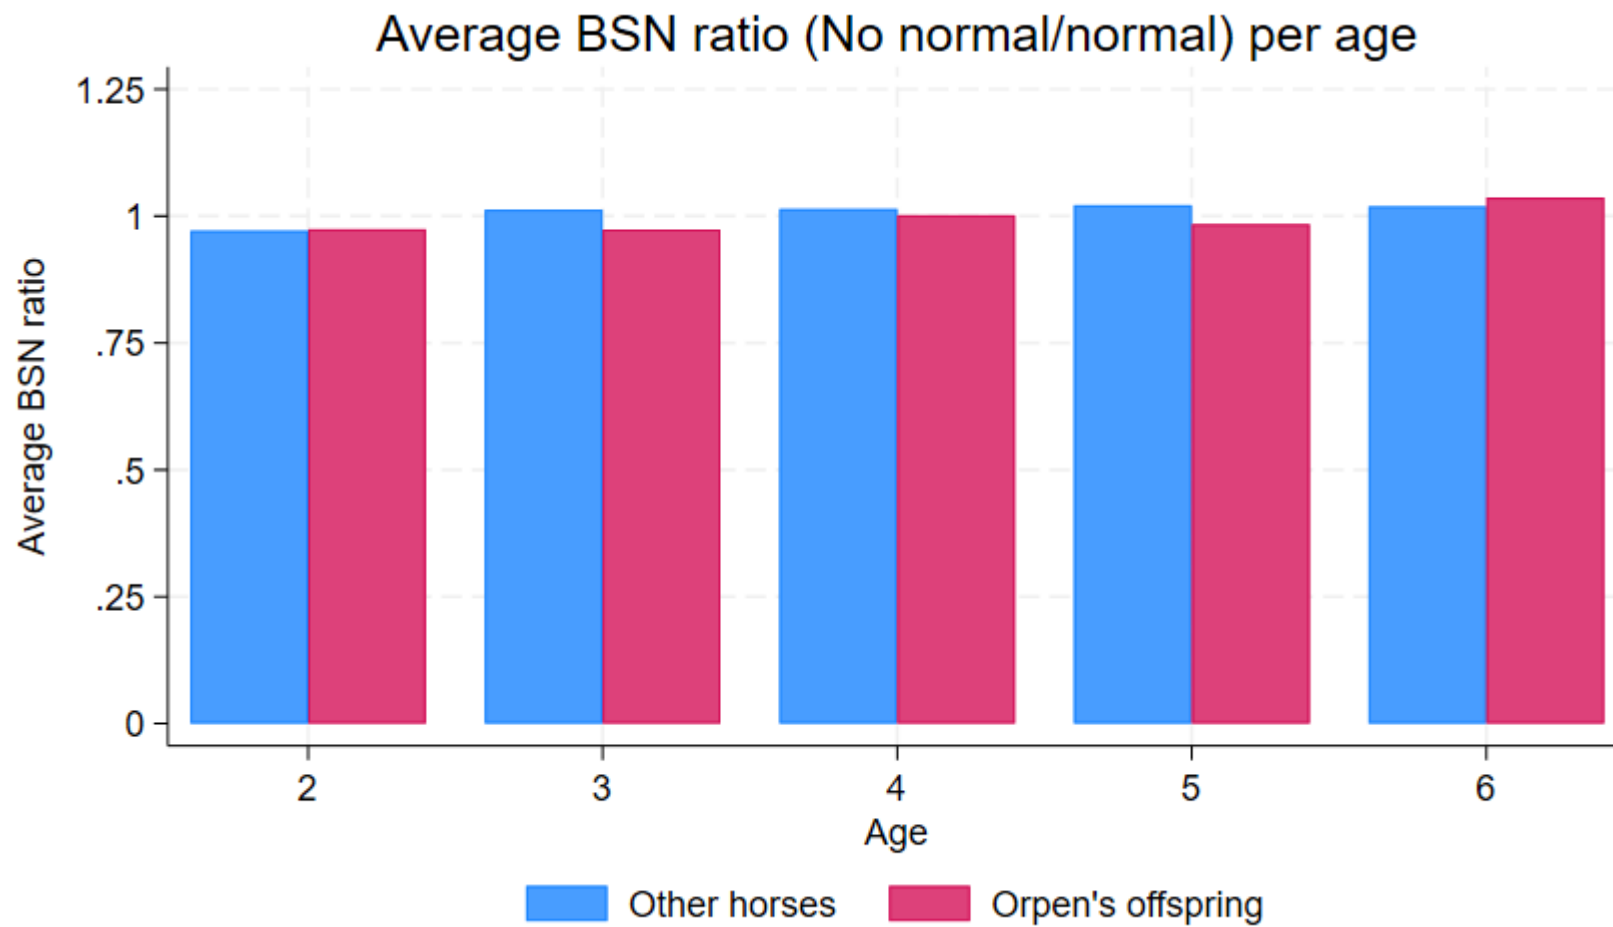 Average BSN ratio (No normal/normal) per age
Average BSN ratio
1.25
1
.75
.5
.25
0
2 3 4 5 6
Age
Other horses Orpen's offspring